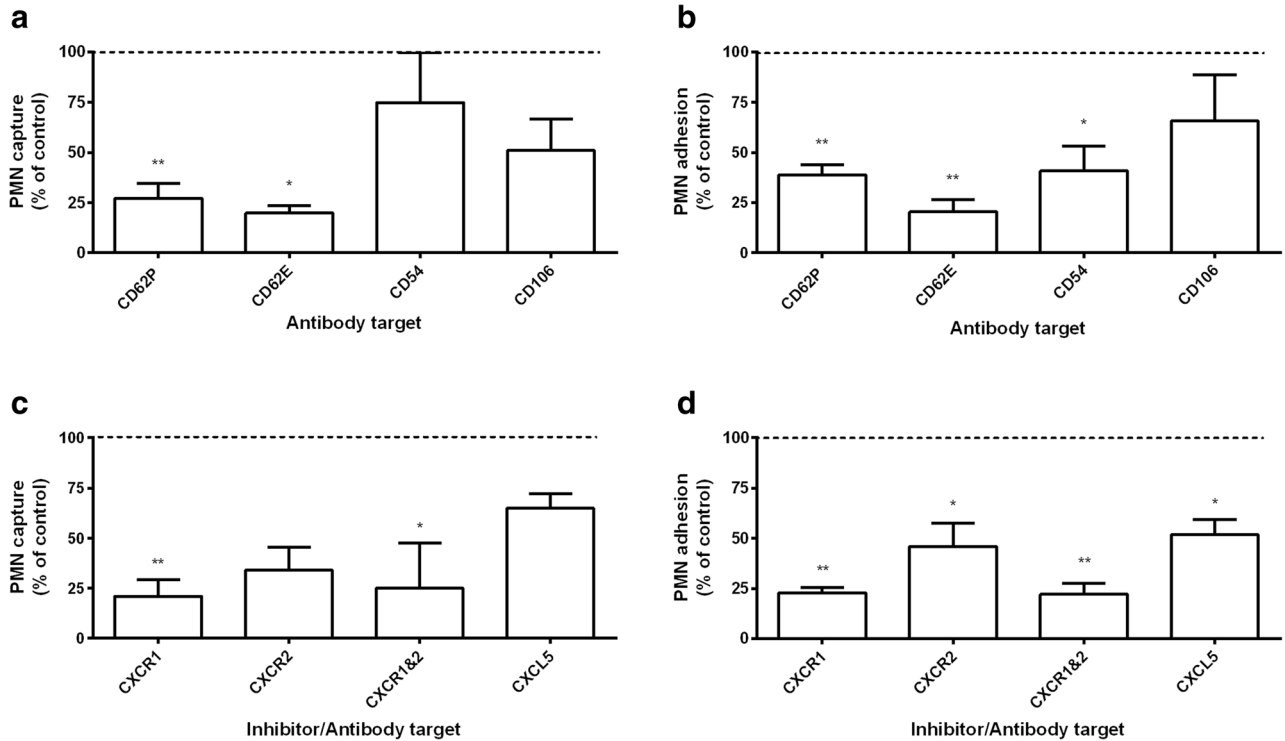 a
PMN capture
(% of control)
100
75
50
25
0
**
*
CD62P
CD62E
CD54
CD106
Antibody target
b
PMN adhesion
(% of control)
100
75
50
25
0
**
**
*
CD62P
CD62E
CD54
CD106
Antibody target
c
PMN capture
(% of control)
100
75
50
25
0
**
*
CXCR1
CXCR2
CXCR1&2
CXCL5
Inhibitor/Antibody target
d
PMN adhesion
(% of control)
100
75
50
25
0
**
*
**
*
CXCR1
CXCR2
CXCR1&2
CXCL5
Inhibitor/Antibody target